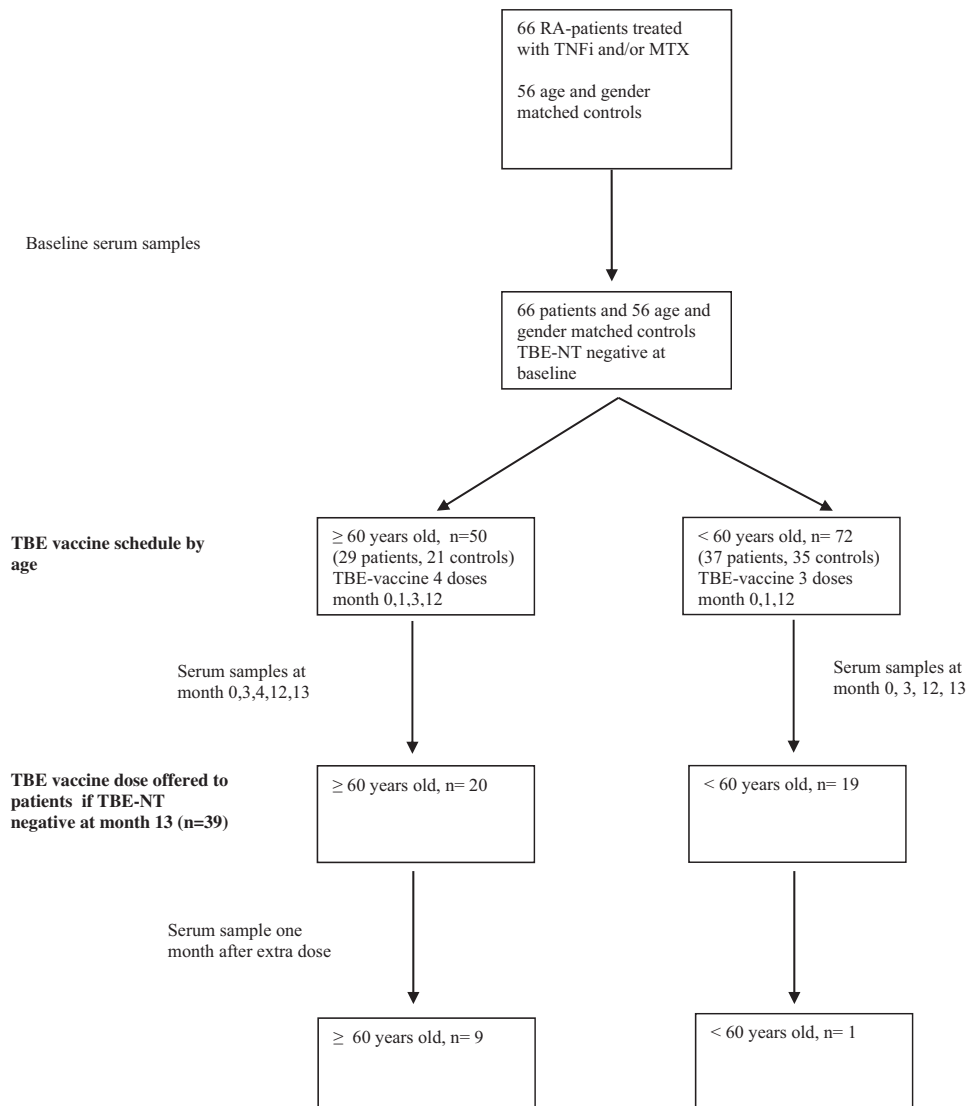 66 RA-patients treated
with TNFi and/or MTX
56 age and gender
matched controls
Baseline serum samples
66 patients and 56 age and
gender matched controls
TBE-NT negative at
baseline
TBE vaccine schedule by
age
≥ 60 years old, n=50
(29 patients, 21 controls)
TBE-vaccine 4 doses
month 0,1,3,12
< 60 years old, n= 72
(37 patients, 35 controls)
TBE-vaccine 3 doses
month 0,1,12
Serum samples at
month 0,3,4,12,13
Serum samples at
month 0, 3, 12, 13
TBE vaccine dose offered to
patients if TBE-NT
negative at month 13 (n=39)
≥ 60 years old, n= 20
< 60 years old, n= 19
Serum sample one
month after extra dose
≥ 60 years old, n= 9
< 60 years old, n= 1